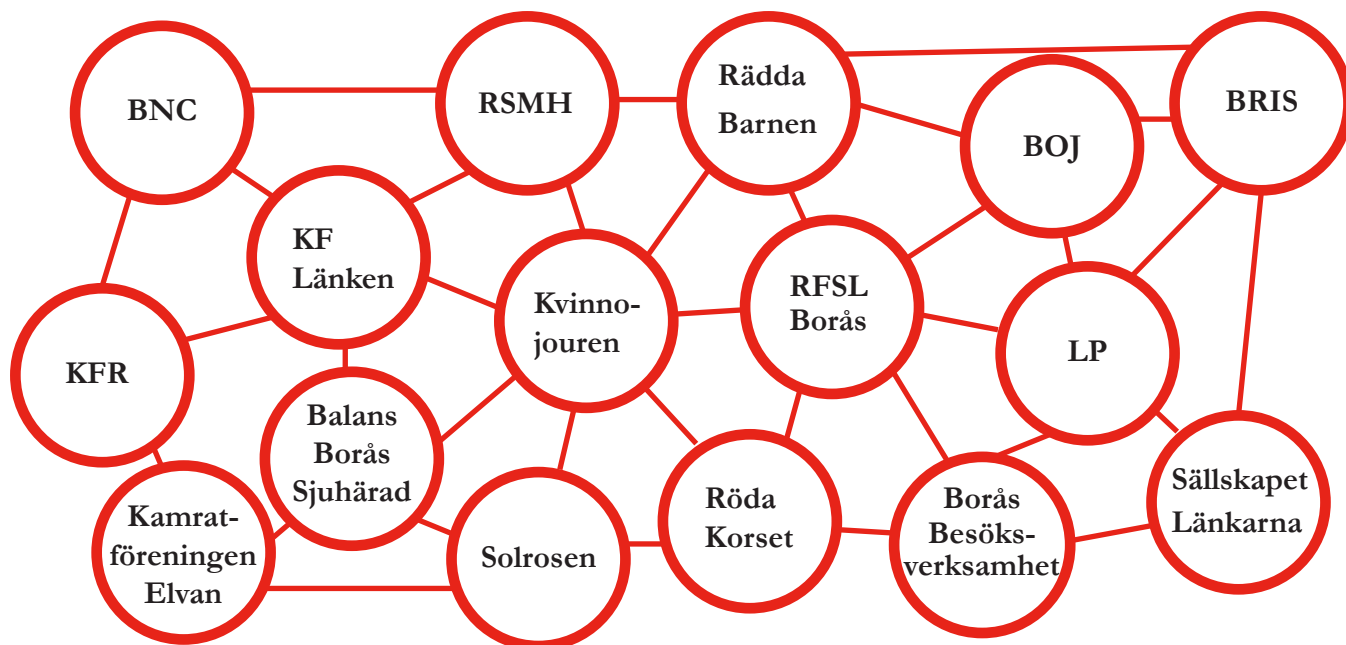 BNC
RSMH
Rädda
Barnen
BOJ
BRIS
KF
Länken
Kvinno-
jouren
RFSL
Borås
LP
KFR
Balans
Borås
Sjuhärad
Kamrat-
föreningen
Elvan
Solrosen
Röda
Korset
Borås
Besöks-
verksamhet
Sällskapet
Länkarna